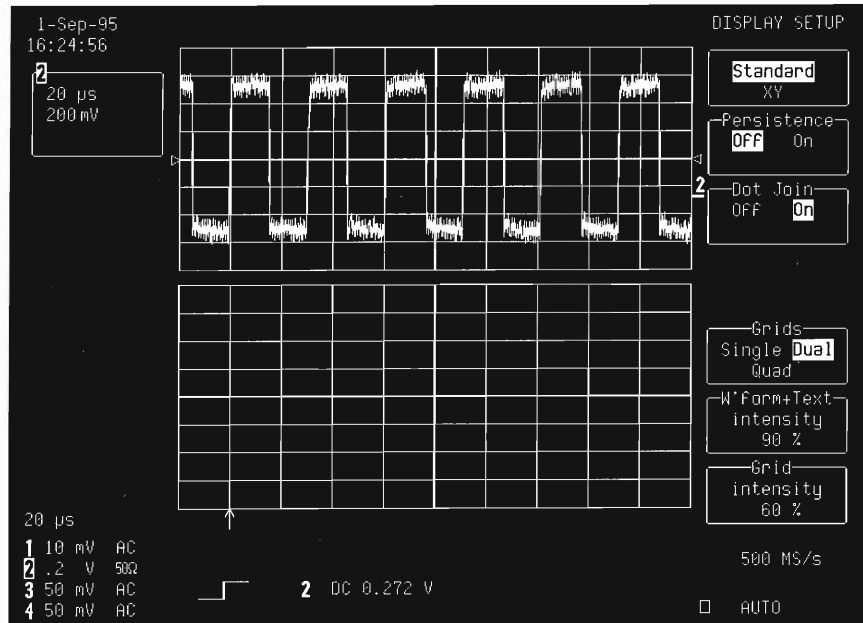 1-Sep-95
16:24:56
2
20 µs
200 mV
20 µs
1 10 mV AC
2 .2 V 50Ω
3 50 mV AC
4 50 mV AC
2 DC 0.272 V
2
DISPLAY SETUP
Standard
XY
Persistence
Off On
Dot Join
Off On
Grids
Single Dual
Quad
W'form+Text
intensity
90 %
Grid
intensity
60 %
500 MS/s
AUTO